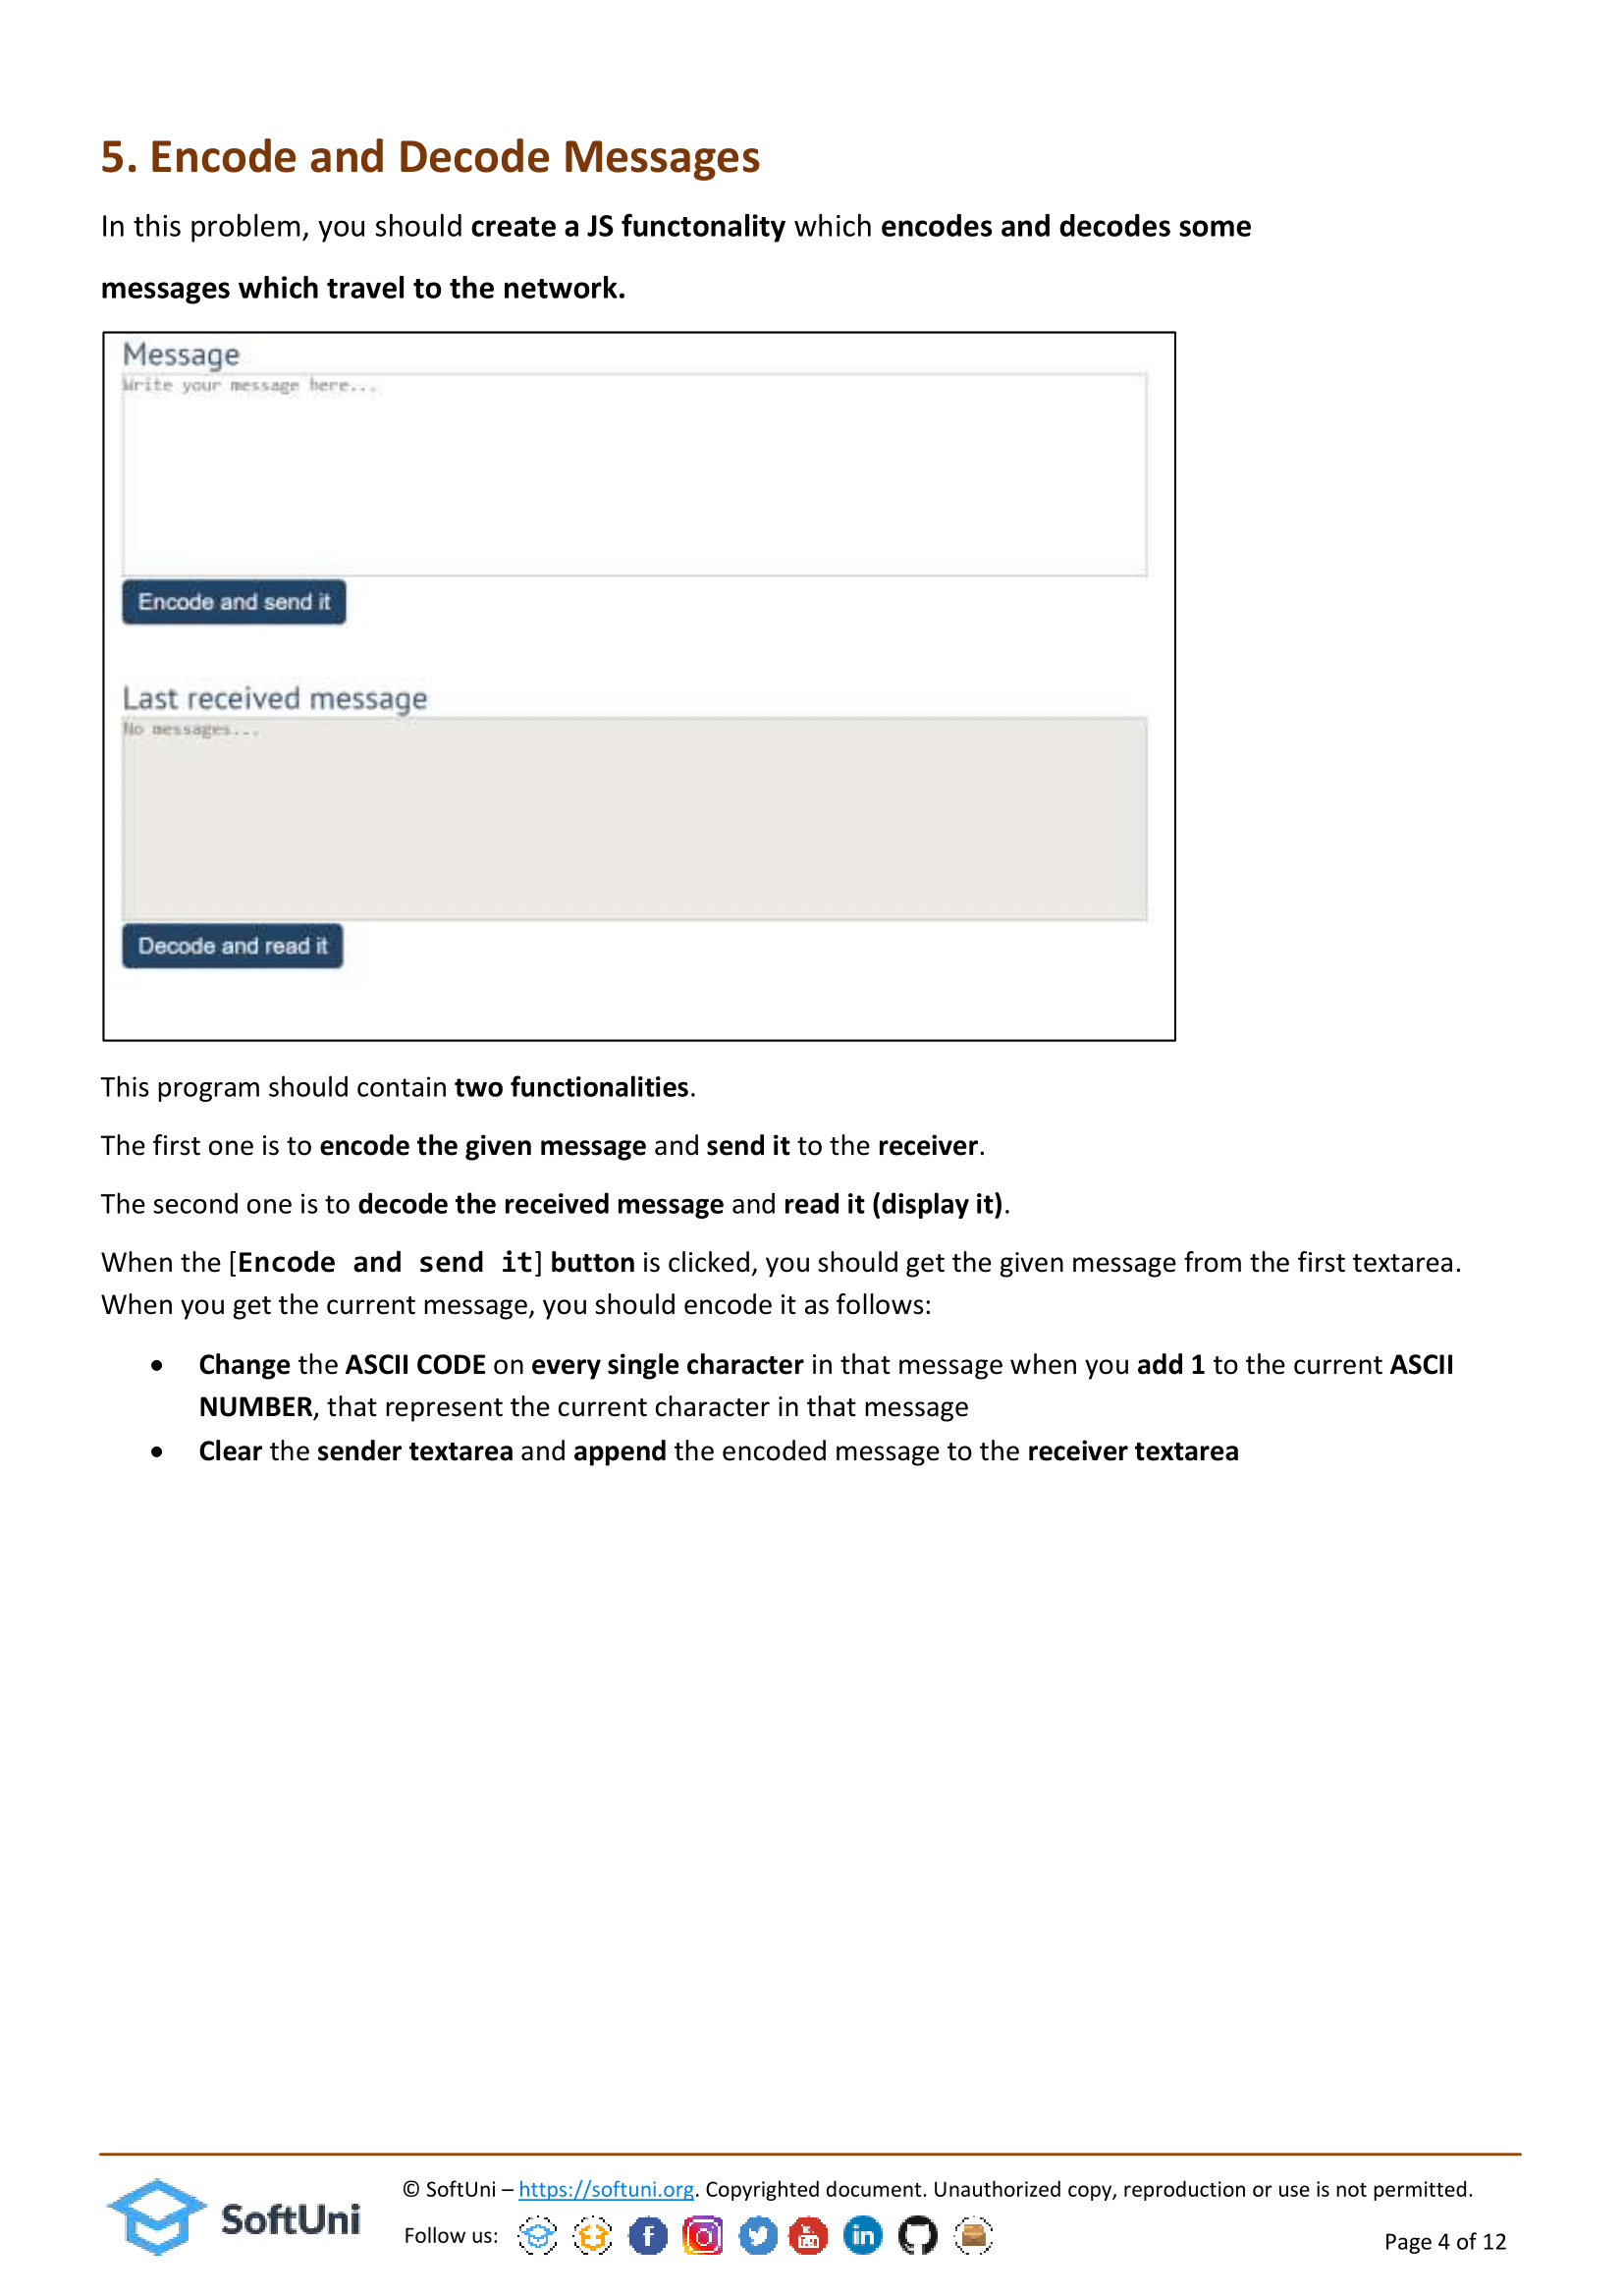 5. Encode and Decode Messages
In this problem, you should create a JS functonality which encodes and decodes some
messages which travel to the network.
Message
Write your message here...
Encode and send it
Last received message
No messages...
Decode and read it
This program should contain two functionalities.
The first one is to encode the given message and send it to the receiver.
The second one is to decode the received message and read it (display it).
When the [Encode and send it] button is clicked, you should get the given message from the first textarea.
When you get the current message, you should encode it as follows:
• Change the ASCII CODE on every single character in that message when you add 1 to the current ASCII
NUMBER, that represent the current character in that message
• Clear the sender textarea and append the encoded message to the receiver textarea
SoftUni
© SoftUni – https://softuni.org. Copyrighted document. Unauthorized copy, reproduction or use is not permitted.
Follow us:
Page 4 of 12